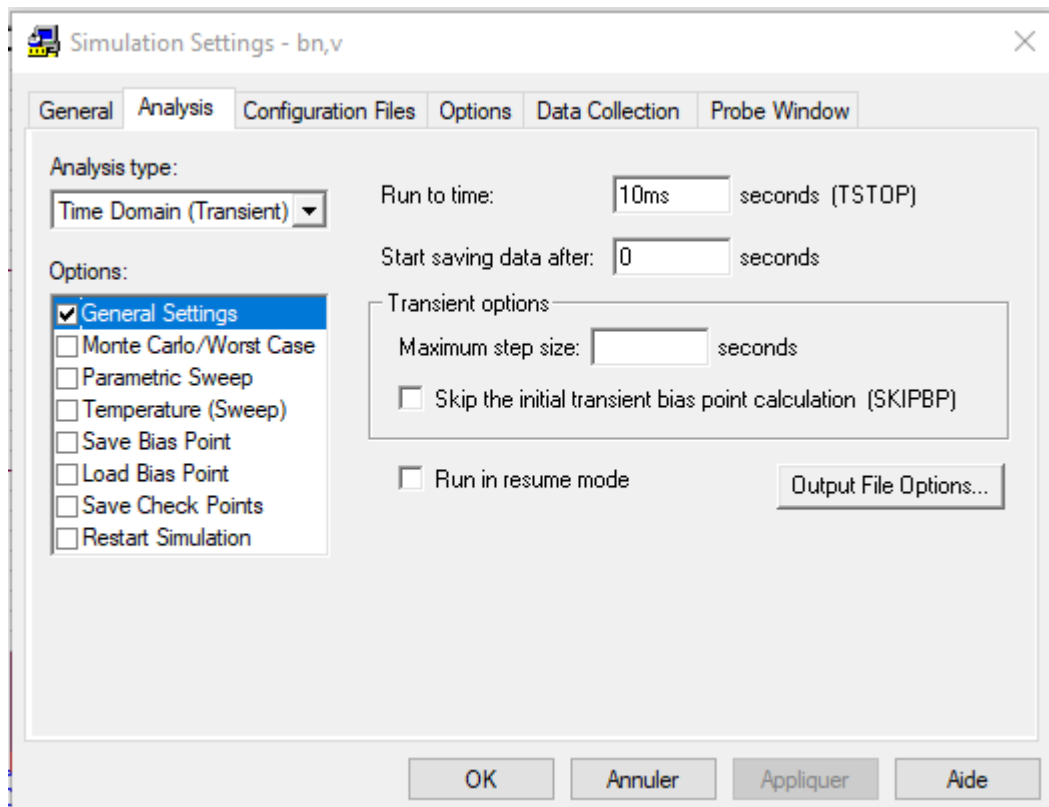 Simulation Settings - bn,v
General Analysis Configuration Files Options Data Collection Probe Window
Analysis type:
Time Domain (Transient)
Options:
General Settings
Monte Carlo/Worst Case
Parametric Sweep
Temperature (Sweep)
Save Bias Point
Load Bias Point
Save Check Points
Restart Simulation
Run to time: 10ms seconds (TSTOP)
Start saving data after: 0 seconds
Transient options
Maximum step size: seconds
Skip the initial transient bias point calculation (SKIPBP)
Run in resume mode
Output File Options...
OK Annuler Appliquer Aide